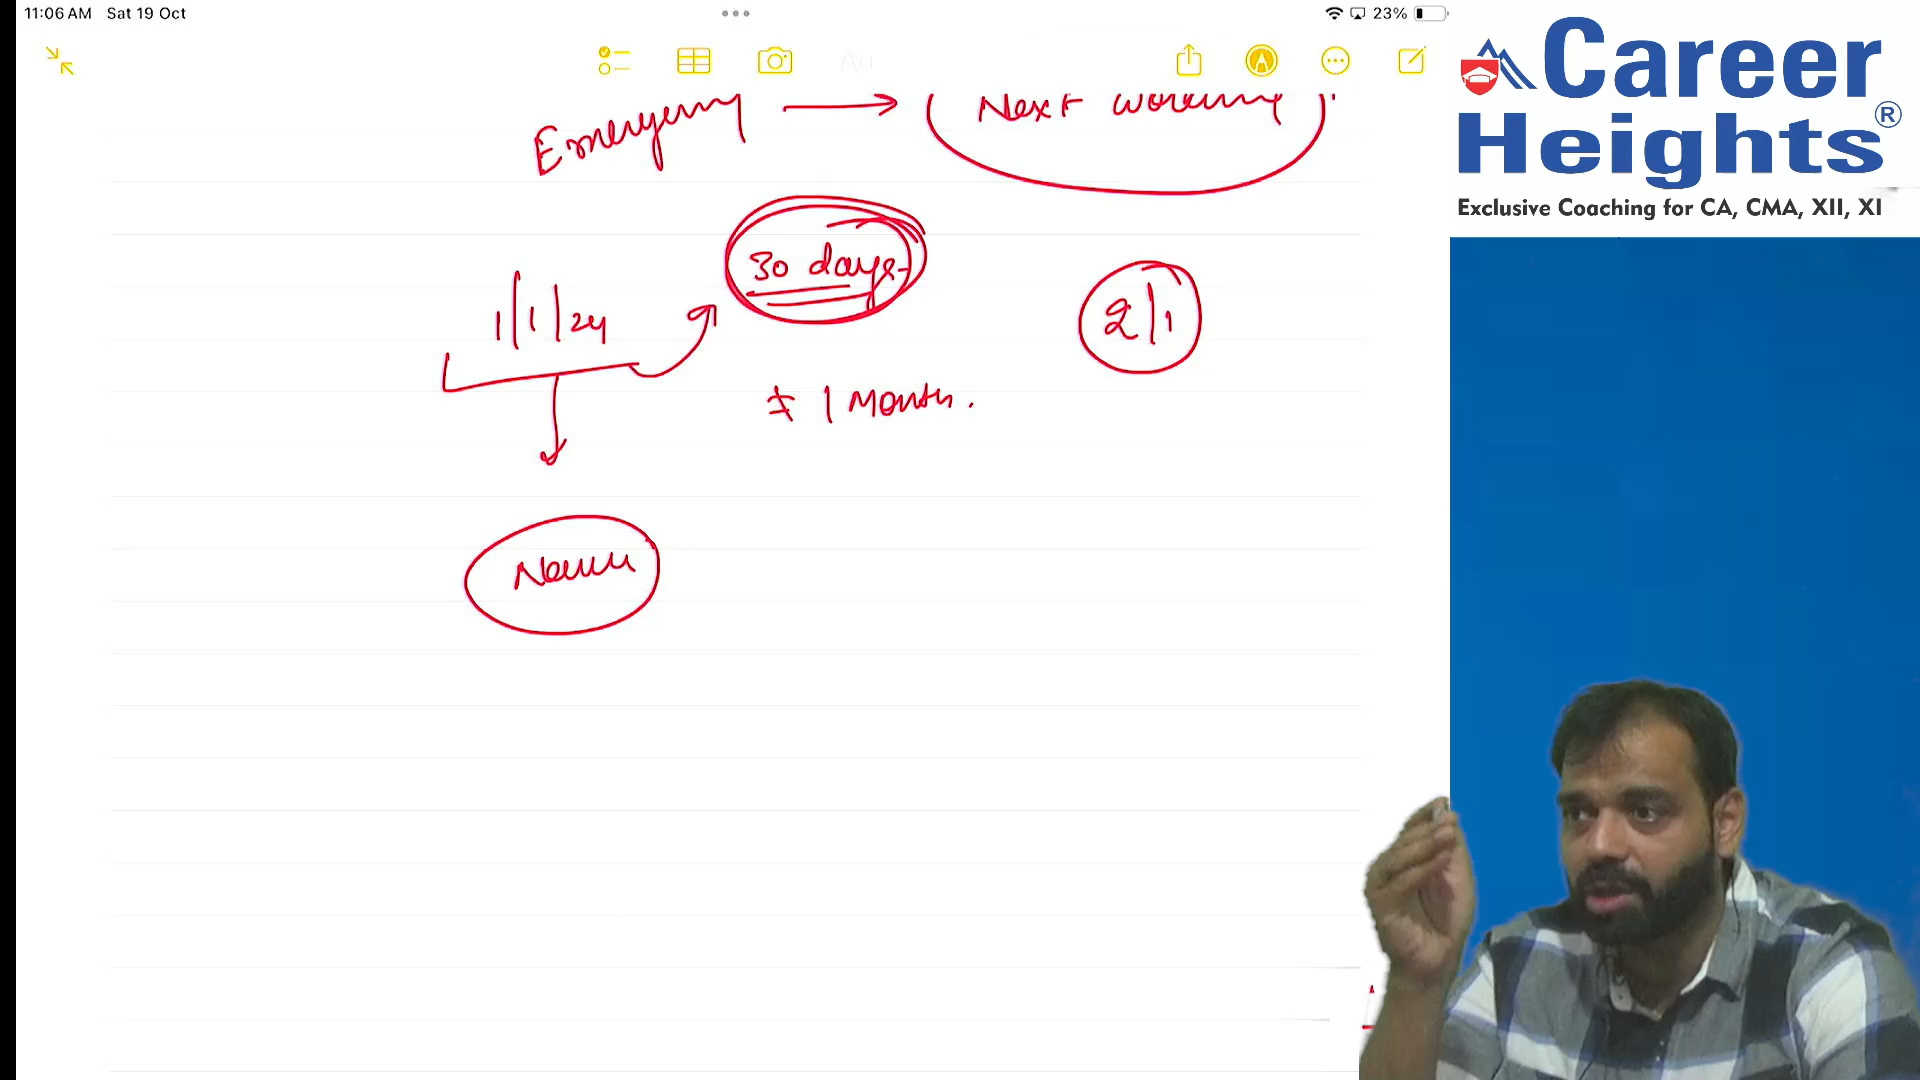 11:06 AM Sat 19 Oct
23%
Career
Heights®
Exclusive Coaching for CA, CMA, XII, XI
Emergency → Next working
30 days
1/1/24
2/1
≠ 1 Month.